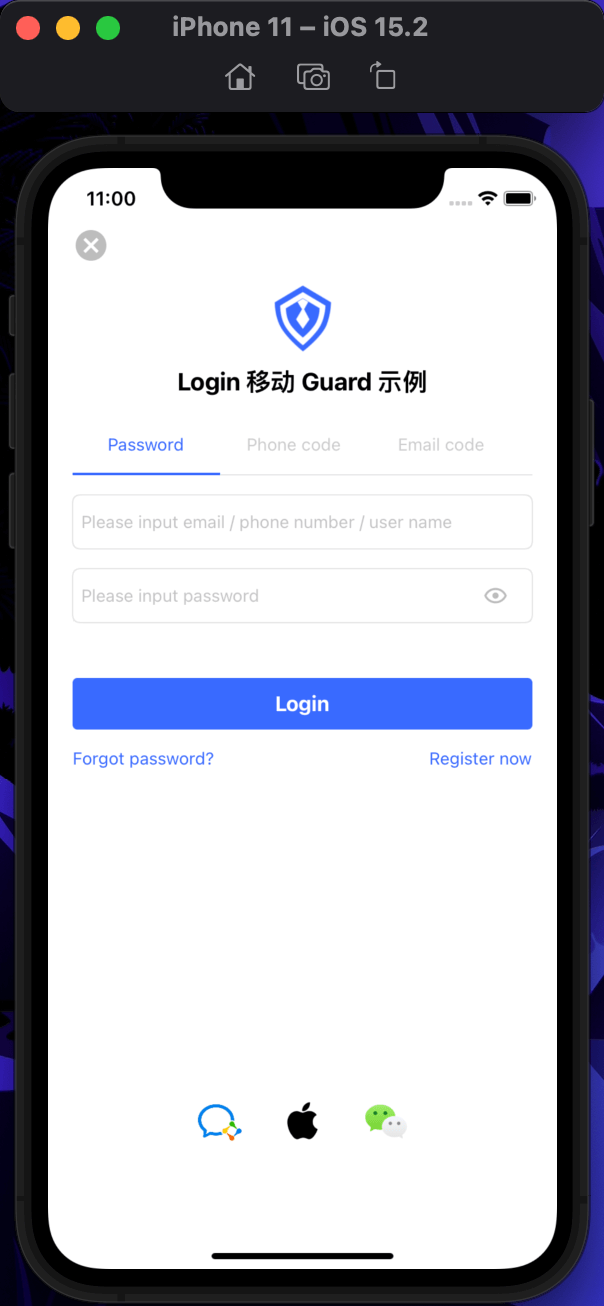 iPhone 11 – iOS 15.2
11:00
Login 移动 Guard 示例
Password Phone code Email code
Please input email / phone number / user name
Please input password
Login
Forgot password? Register now